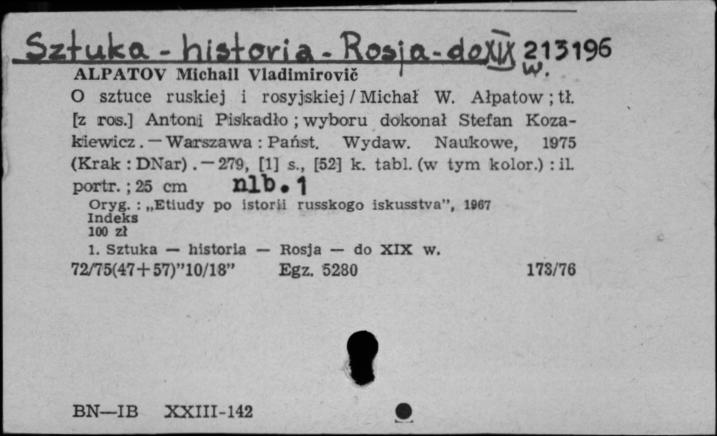 Sztuka - historia - Rosja - do XIX w. 213196
ALPATOV Michail Vladimirovič
O sztuce ruskiej i rosyjskiej / Michał W. Ałpatow ; tł.
[z ros.] Antoni Piskadło ; wyboru dokonał Stefan Koza-
kiewicz . — Warszawa : Państ. Wydaw. Naukowe, 1975
(Krak : DNar) . — 279, [1] s., [52] k. tabl. (w tym kolor.) : il.
portr. ; 25 cm nlb. 1
Oryg. : „Etiudy po istorii russkogo iskusstva”, 1967
Indeks
100 zł
1. Sztuka — historia — Rosja — do XIX w.
72/75(47+57)”10/18” Egz. 5280 173/76
BN—IB XXIII-142